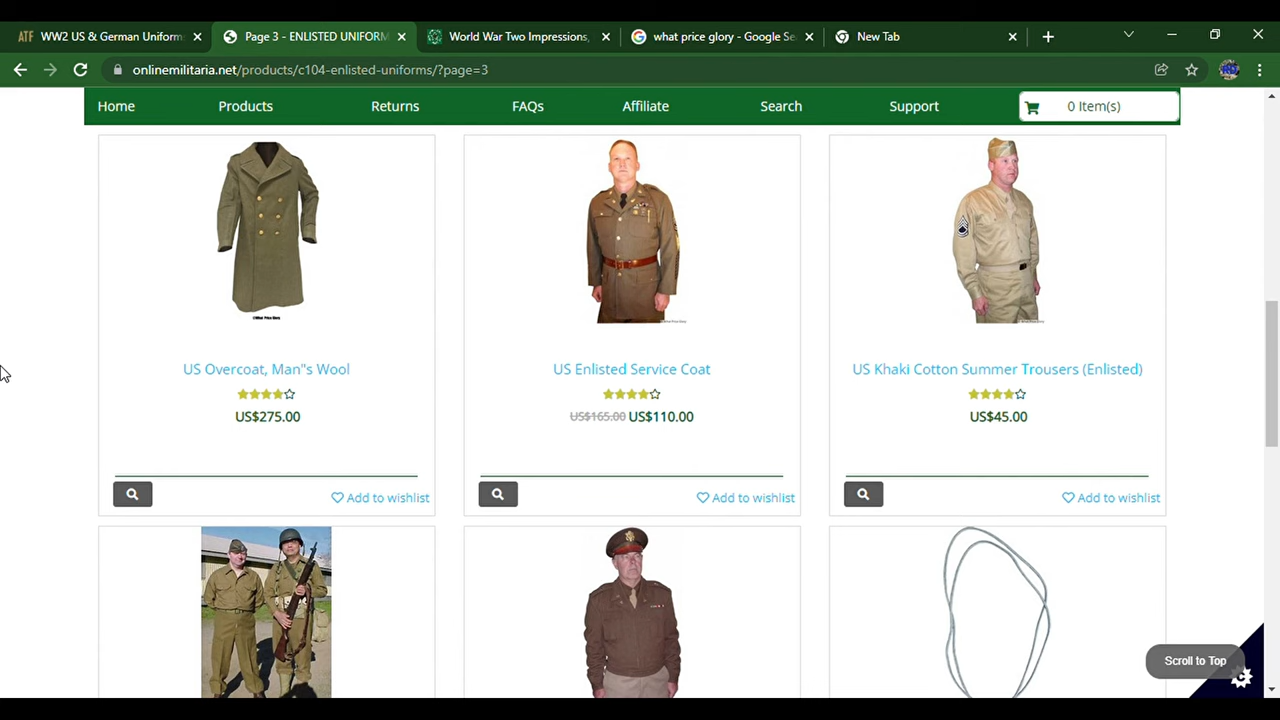 ATF WW2 US & German Uniform
Page 3 - ENLISTED UNIFORM
World War Two Impressions,
what price glory - Google Se
New Tab
onlinemilitaria.net/products/c104-enlisted-uniforms/?page=3
Home
Products
Returns
FAQs
Affiliate
Search
Support
0 Item(s)
US Overcoat, Man"s Wool
US Enlisted Service Coat
US Khaki Cotton Summer Trousers (Enlisted)
US$275.00
US$165.00 US$110.00
US$45.00
Add to wishlist
Add to wishlist
Add to wishlist
Scroll to Top